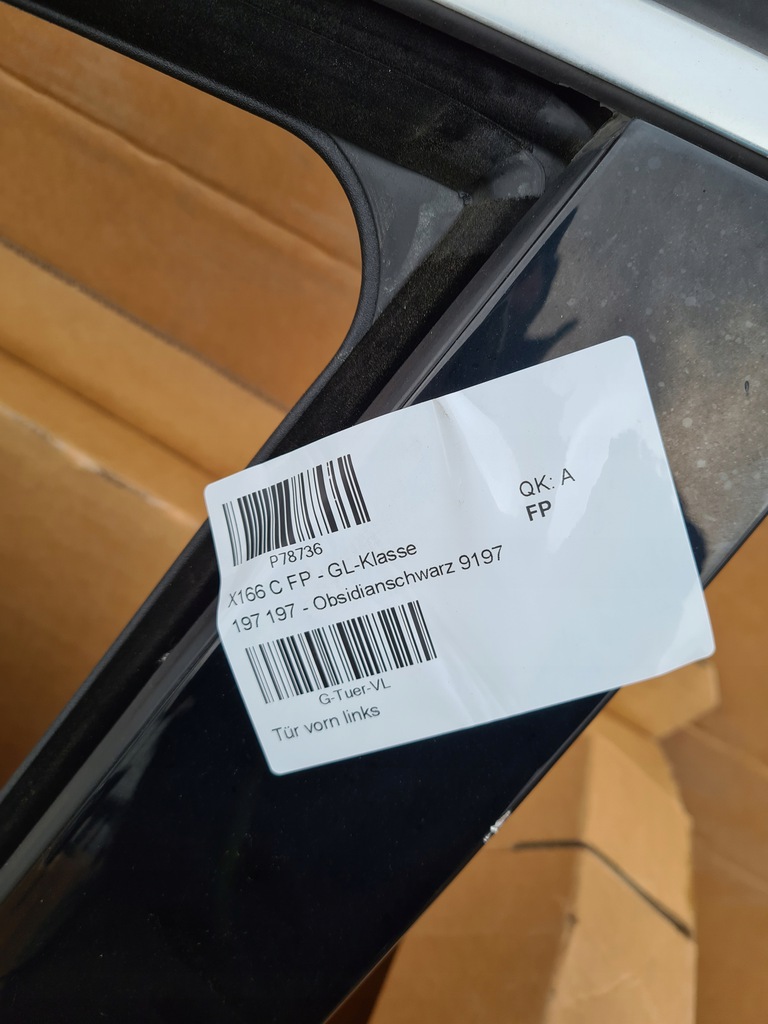 P78736
QK: A
FP
X166 C FP - GL-Klasse
197 197 - Obsidianschwarz 9197
G-Tuer-VL
Tür vorn links